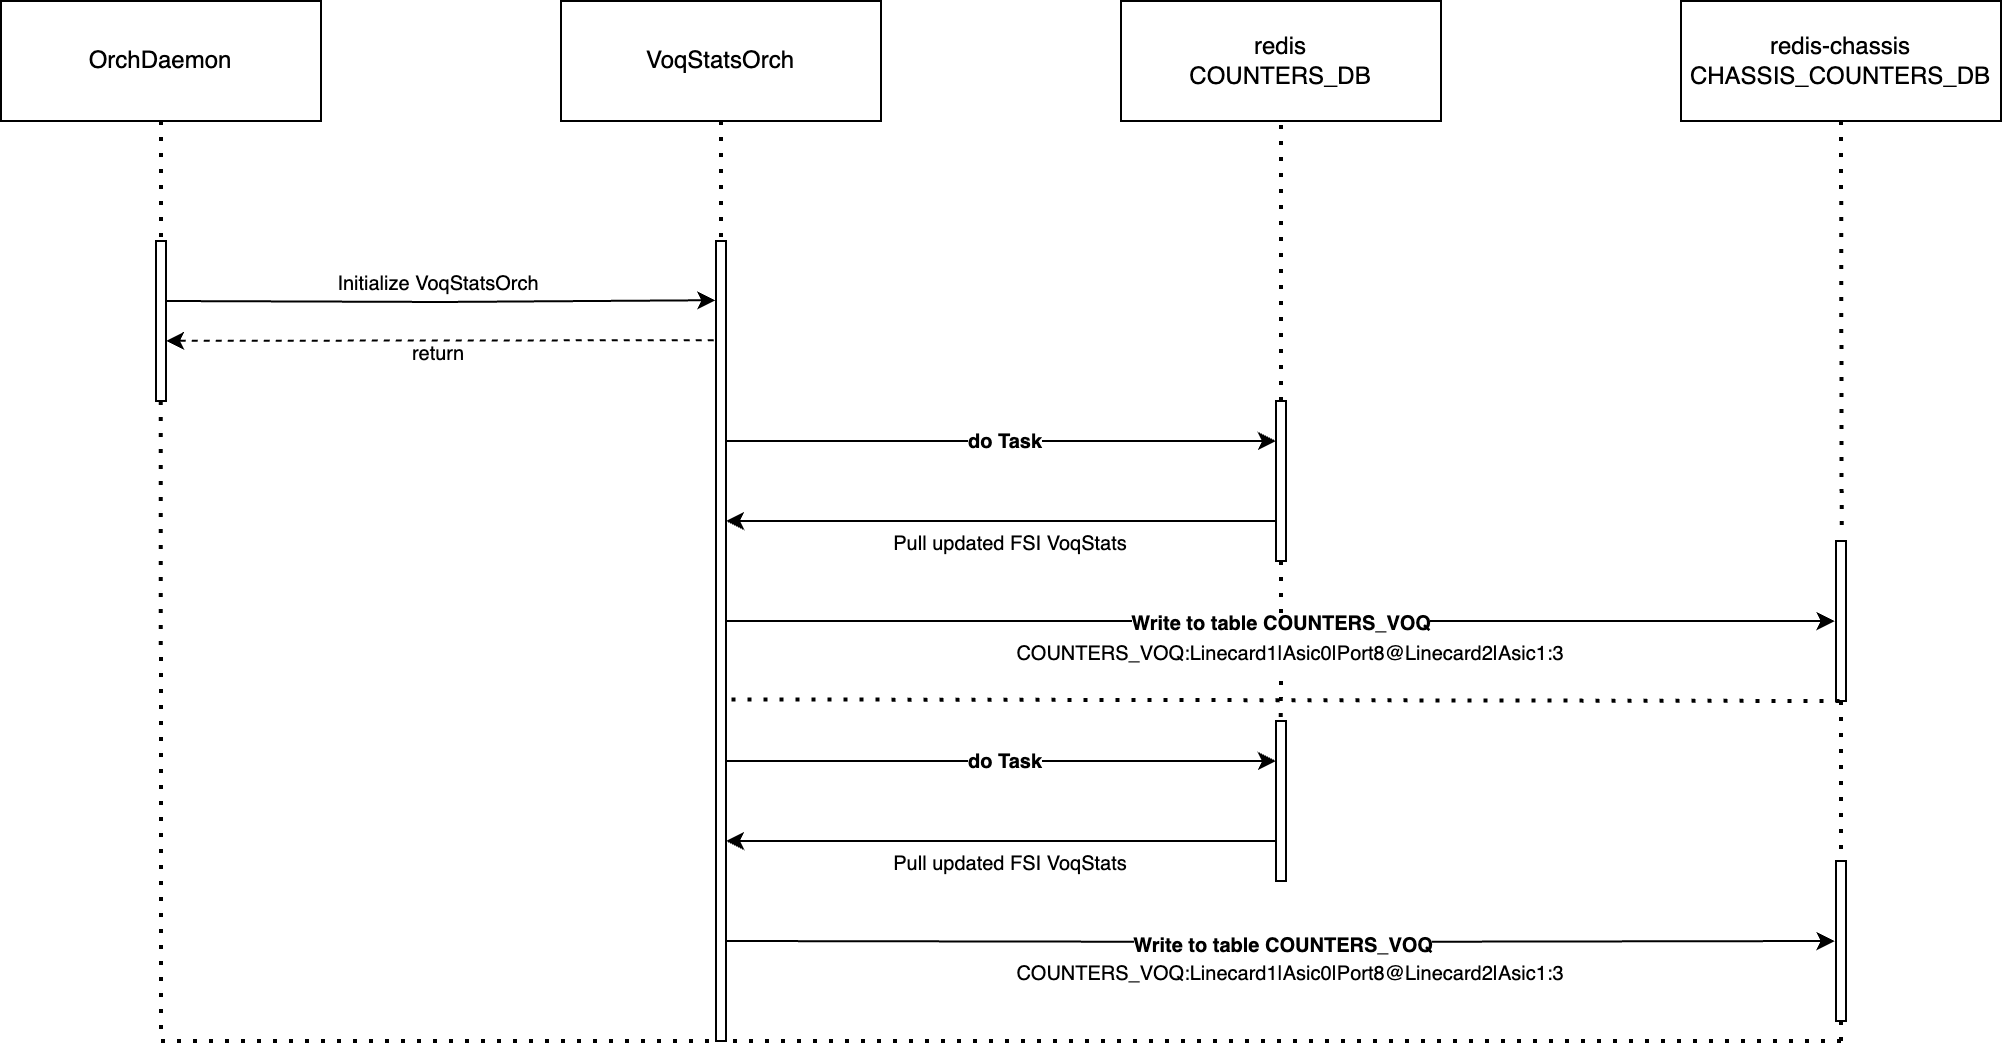 OrchDaemon
VoqStatsOrch
redis
COUNTERS_DB
redis-chassis
CHASSIS_COUNTERS_DB
Initialize VoqStatsOrch
return
do Task
Pull updated FSI VoqStats
Write to table COUNTERS_VOQ
COUNTERS_VOQ:Linecard1|Asic0|Port8@Linecard2|Asic1:3
do Task
Pull updated FSI VoqStats
Write to table COUNTERS_VOQ
COUNTERS_VOQ:Linecard1|Asic0|Port8@Linecard2|Asic1:3